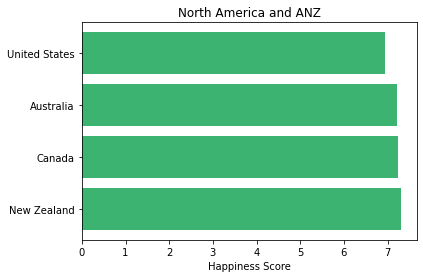 North America and ANZ
United States
Australia
Canada
New Zealand
0 1 2 3 4 5 6 7
Happiness Score